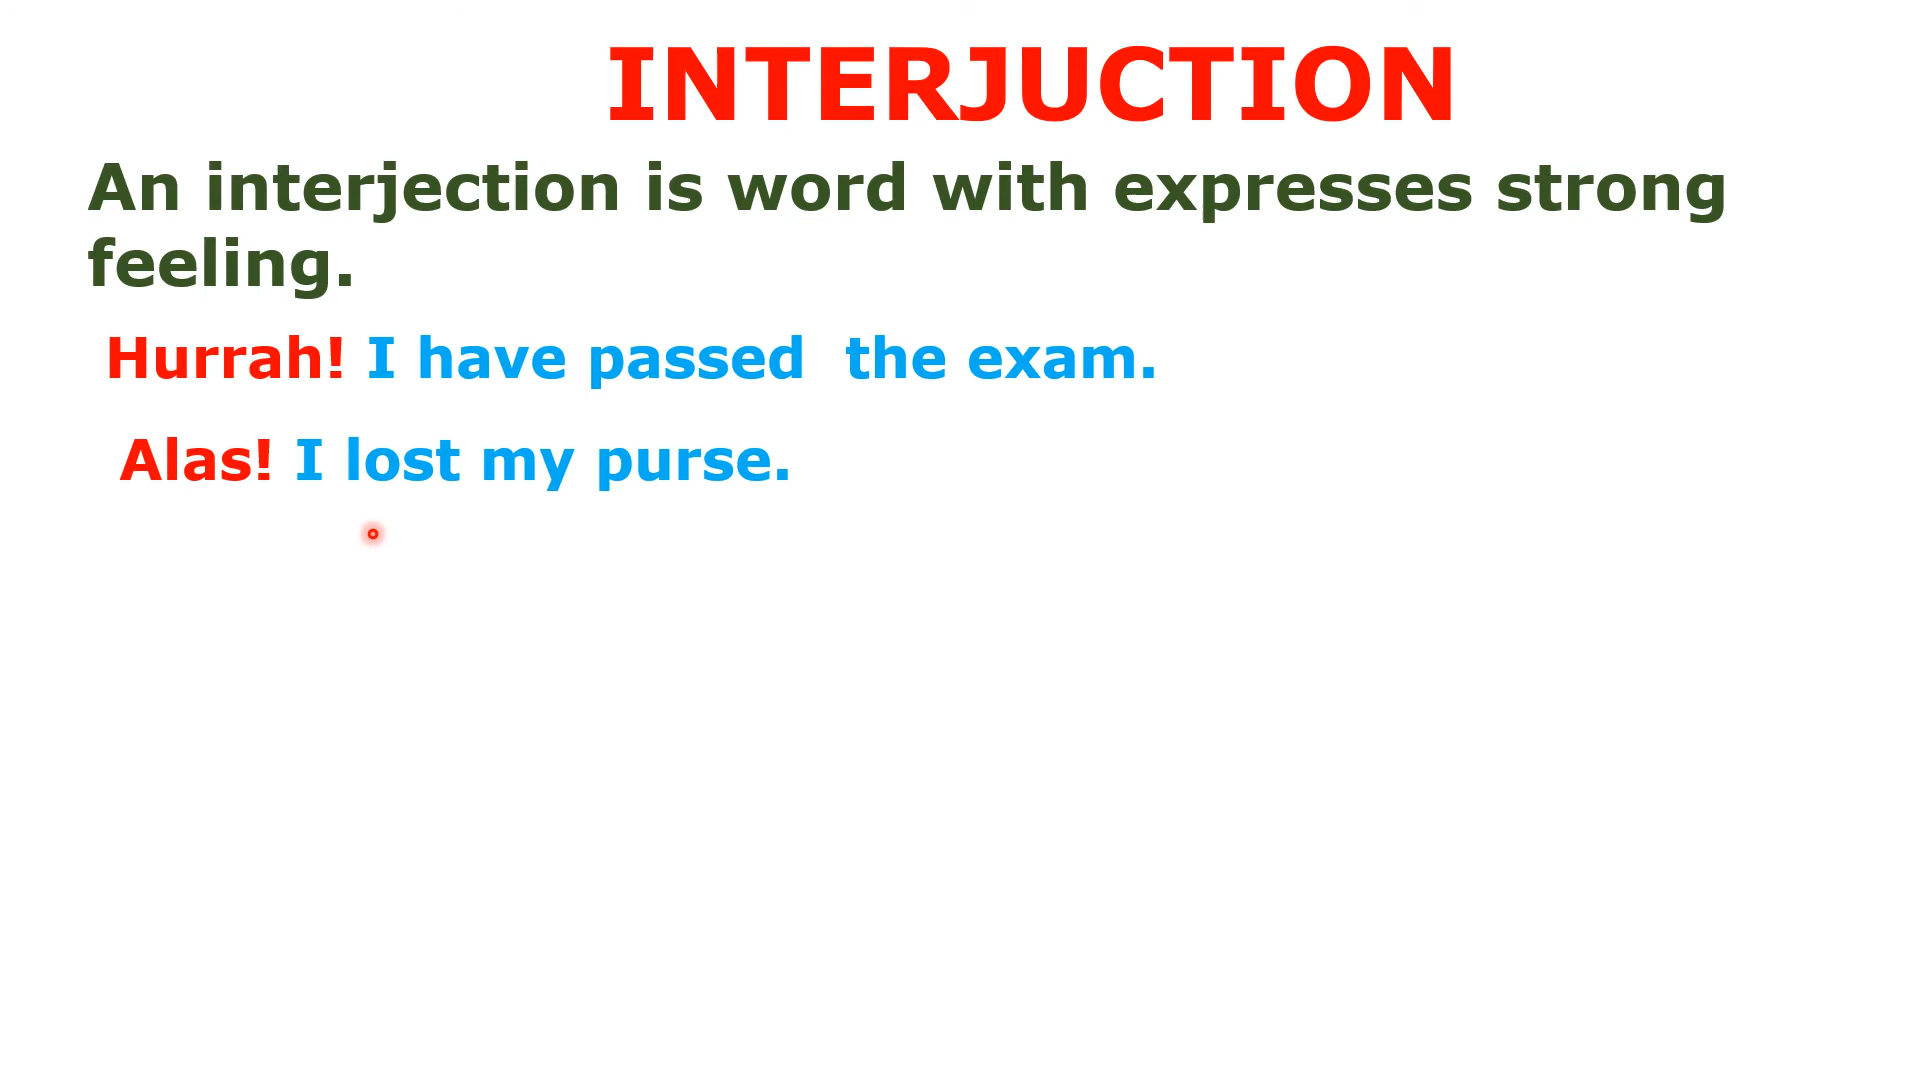 INTERJUCTION
An interjection is word with expresses strong
feeling.
Hurrah! I have passed  the exam.
Alas! I lost my purse.